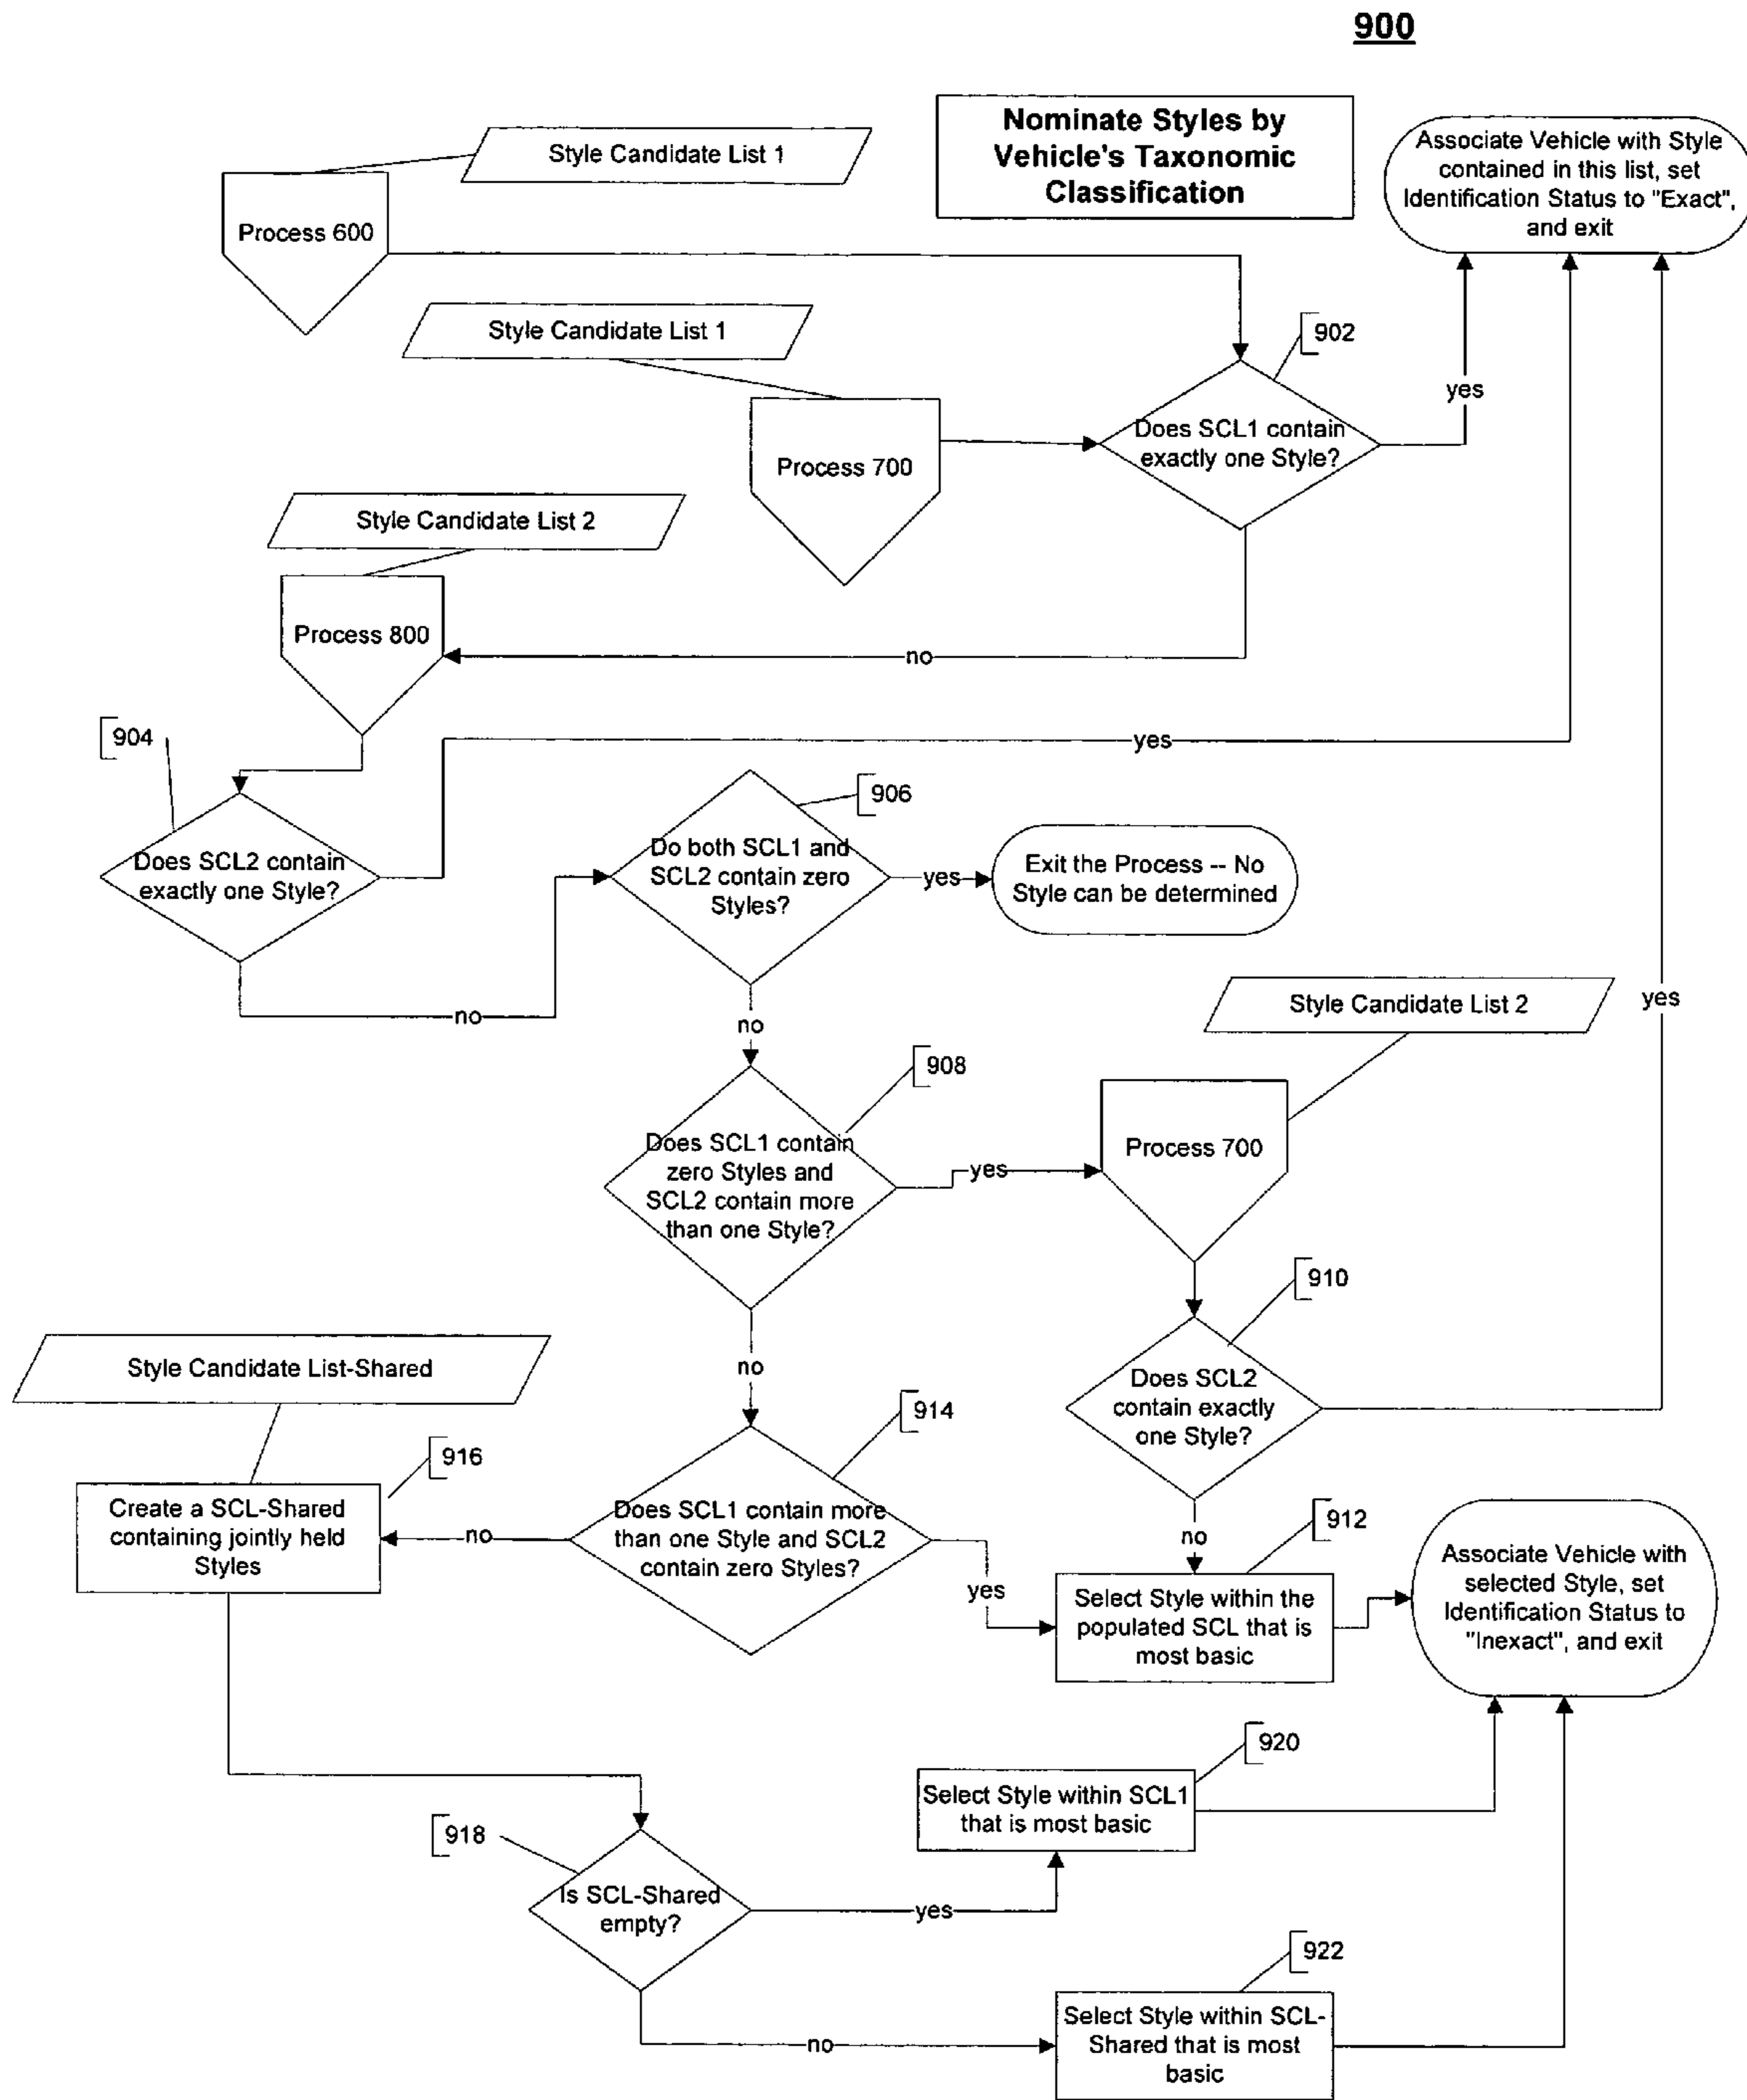 900
Nominate Styles by
Vehicle's Taxonomic
Classification
Associate Vehicle with Style
contained in this list, set
Identification Status to "Exact",
and exit
Style Candidate List 1
Process 600
Style Candidate List 1
902
yes
Process 700
Does SCL1 contain
exactly one Style?
Style Candidate List 2
Process 800
no
904
yes
906
Does SCL2 contain
exactly one Style?
Do both SCL1 and
SCL2 contain zero
Styles?
yes
Exit the Process -- No
Style can be determined
no
no
Style Candidate List 2
yes
908
Does SCL1 contain
zero Styles and
SCL2 contain more
than one Style?
yes
Process 700
910
no
Style Candidate List-Shared
Does SCL2
contain exactly
one Style?
914
916
Create a SCL-Shared
containing jointly held
Styles
no
Does SCL1 contain more
than one Style and SCL2
contain zero Styles?
yes
no
912
Select Style within the
populated SCL that is
most basic
Associate Vehicle with
selected Style, set
Identification Status to
"Inexact", and exit
920
Select Style within SCL1
that is most basic
918
Is SCL-Shared
empty?
yes
922
no
Select Style within SCL-
Shared that is most
basic